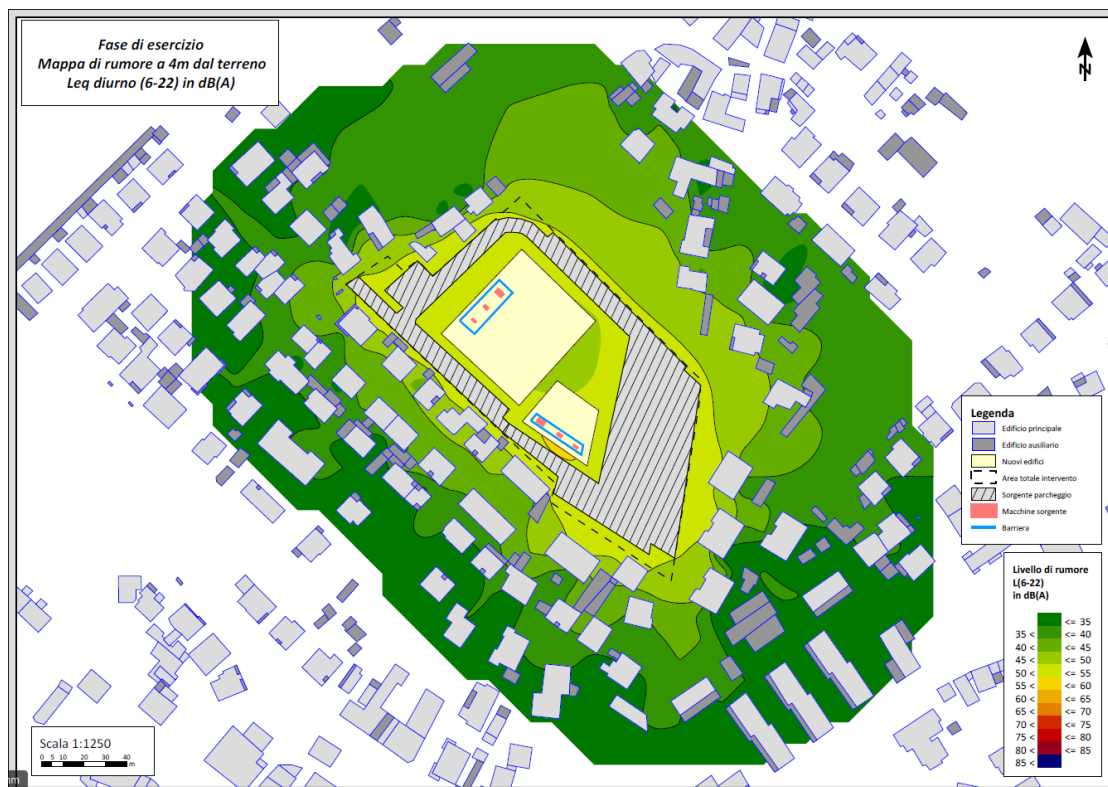 Fase di esercizio
Mappa di rumore a 4m dal terreno
Leq diurno (6-22) in dB(A)
N
Legenda
Edificio principale
Edificio ausiliario
Nuovi edifici
Area totale intervento
Sorgente parcheggio
Macchine sorgente
Barriera
Livello di rumore
L(6-22)
in dB(A)
<= 35
35 < <= 40
40 < <= 45
45 < <= 50
50 < <= 55
55 < <= 60
60 < <= 65
65 < <= 70
70 < <= 75
75 < <= 80
80 < <= 85
85 <
Scala 1:1250
0 5 10 20 30 40
m